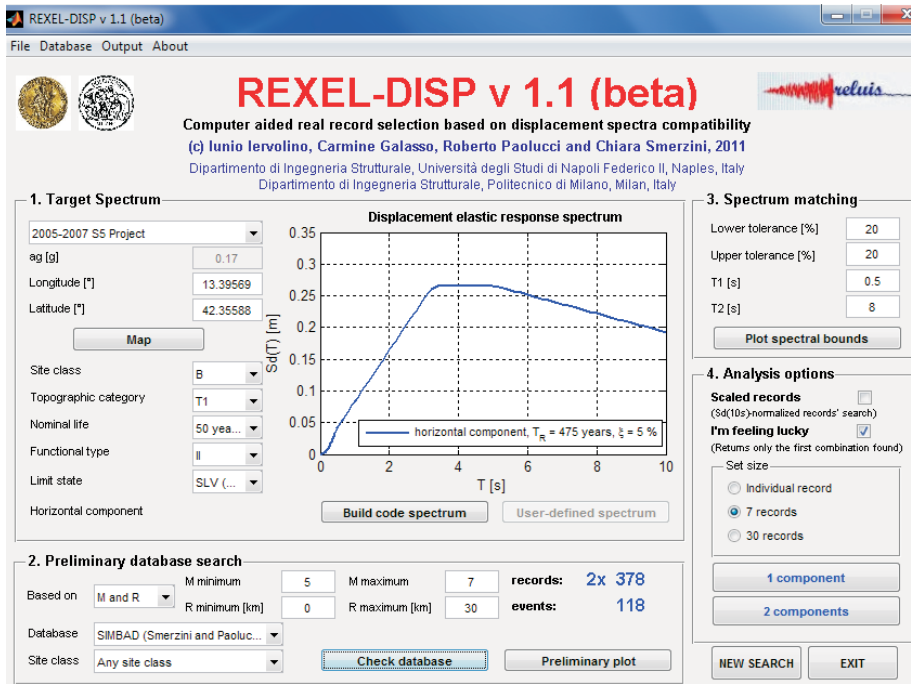 REXEL-DISP v 1.1 (beta)
File Database Output About
REXEL-DISP v 1.1 (beta)
reluis
Computer aided real record selection based on displacement spectra compatibility
(c) Iunio Iervolino, Carmine Galasso, Roberto Paolucci and Chiara Smerzini, 2011
Dipartimento di Ingegneria Strutturale, Università degli Studi di Napoli Federico II, Naples, Italy
Dipartimento di Ingegneria Strutturale, Politecnico di Milano, Milan, Italy
1. Target Spectrum
2005-2007 S5 Project
ag [g] 0.17
Longitude [°] 13.39569
Latitude [°] 42.35588
Map
Site class B
Topographic category T1
Nominal life 50 yea...
Functional type II
Limit state SLV (...
Horizontal component
Displacement elastic response spectrum
Sd(T) [m]
0.35
0.3
0.25
0.2
0.15
0.1
0.05
0
horizontal component, T_R = 475 years, ξ = 5 %
0 2 4 6 8 10
T [s]
Build code spectrum User-defined spectrum
2. Preliminary database search
Based on M and R
M minimum 5 M maximum 7 records: 2x 378
R minimum [km] 0 R maximum [km] 30 events: 118
Database SIMBAD (Smerzini and Paoluc...
Site class Any site class
Check database Preliminary plot
3. Spectrum matching
Lower tolerance [%] 20
Upper tolerance [%] 20
T1 [s] 0.5
T2 [s] 8
Plot spectral bounds
4. Analysis options
Scaled records
(Sd(10s)-normalized records' search)
I'm feeling lucky
(Returns only the first combination found)
Set size
Individual record
7 records
30 records
1 component
2 components
NEW SEARCH EXIT